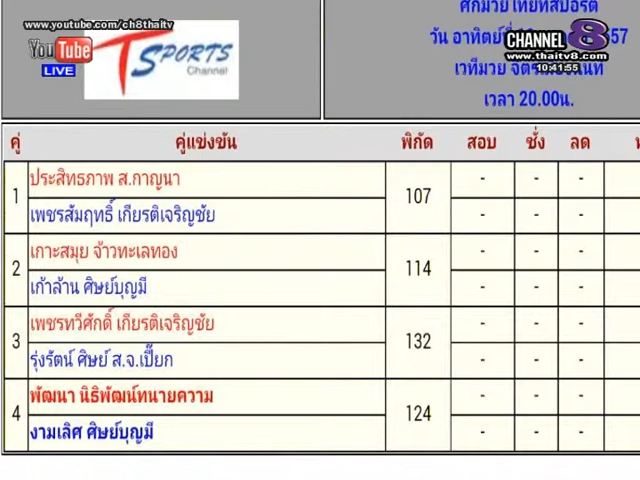 www.youtube.com/ch8thaitv
YouTube
LIVE
T SPORTS
Channel
ศึกมวยไทยทีสปอร์ต
วัน อาทิตย์ที่
57
CHANNEL 8
www.thaitv8.com
10:41:55
เวทีมวย
เวลา 20.00น.
คู่ คู่แข่งขัน พิกัด สอบ ชั่ง ลด
1 ประสิทธภาพ ส.กาญนา 107 - - -
เพชรสัมฤทธิ์ เกียรติเจริญชัย - - -
2 เกาะสมุย จ้าวทะเลทอง 114 - - -
เก้าล้าน ศิษย์บุญมี - - -
3 เพชรทวีศักดิ์ เกียรติเจริญชัย 132 - - -
รุ่งรัตน์ ศิษย์ ส.จ.เปี๊ยก - - -
4 พัฒนา นิธิพัฒน์ทนายความ 124 - - -
งามเลิศ ศิษย์บุญมี - - -